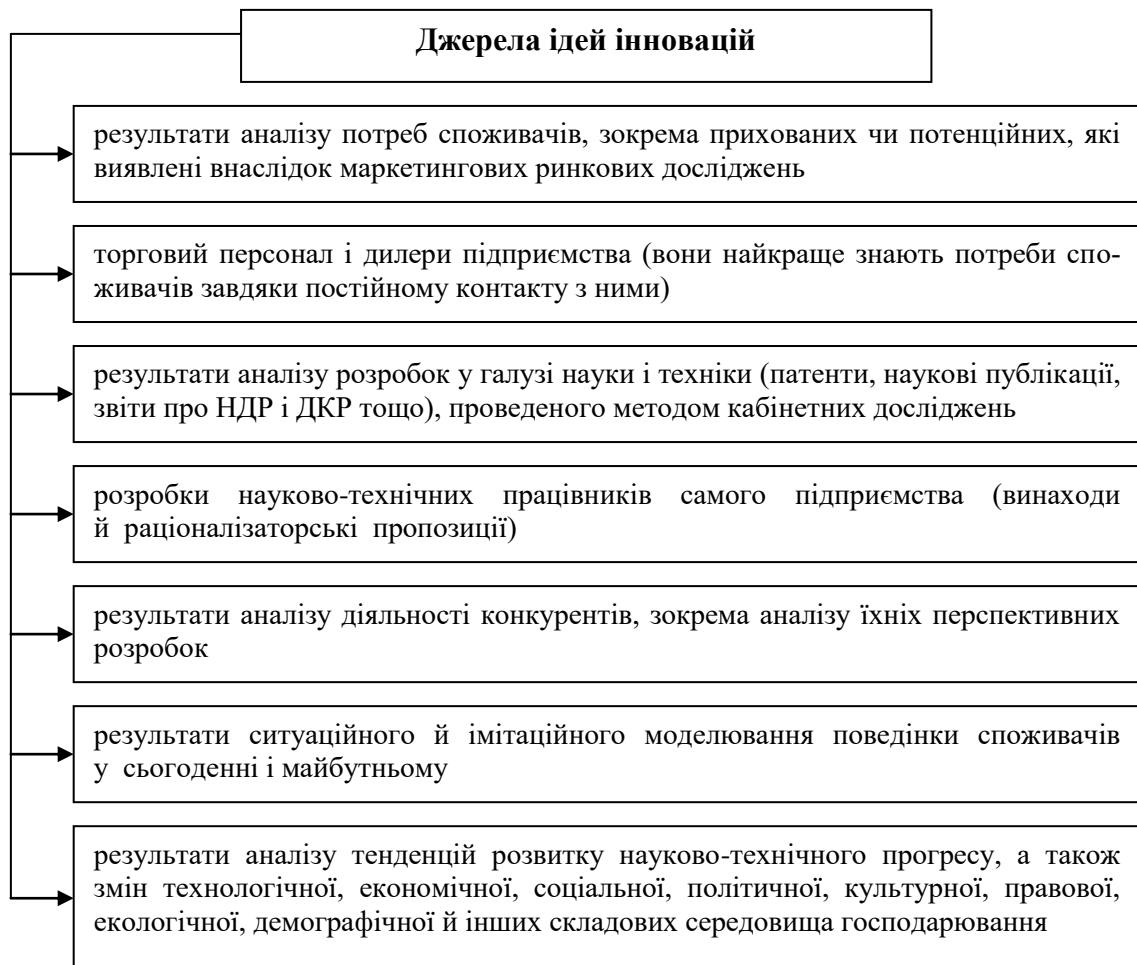 Джерела ідей інновацій
результати аналізу потреб споживачів, зокрема прихованих чи потенційних, які
виявлені внаслідок маркетингових ринкових досліджень
торговий персонал і дилери підприємства (вони найкраще знають потреби спо-
живачів завдяки постійному контакту з ними)
результати аналізу розробок у галузі науки і техніки (патенти, наукові публікації,
звіти про НДР і ДКР тощо), проведеного методом кабінетних досліджень
розробки науково-технічних працівників самого підприємства (винаходи
й раціоналізаторські пропозиції)
результати аналізу діяльності конкурентів, зокрема аналізу їхніх перспективних
розробок
результати ситуаційного й імітаційного моделювання поведінки споживачів
у сьогоденні і майбутньому
результати аналізу тенденцій розвитку науково-технічного прогресу, а також
змін технологічної, економічної, соціальної, політичної, культурної, правової,
екологічної, демографічної й інших складових середовища господарювання